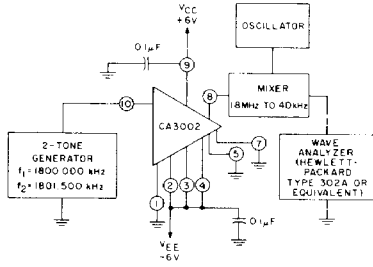 VCC
+6V
OSCILLATOR
0.1µF
9
8
MIXER
1.8MHz TO 40kHz
10
CA3002
7
5
2-TONE
GENERATOR
f1 = 1800.000 kHz
f2 = 1801.500 kHz
WAVE
ANALYZER
(HEWLETT-
PACKARD
TYPE 302A OR
EQUIVALENT)
1
2
3
4
0.1µF
VEE
-6V